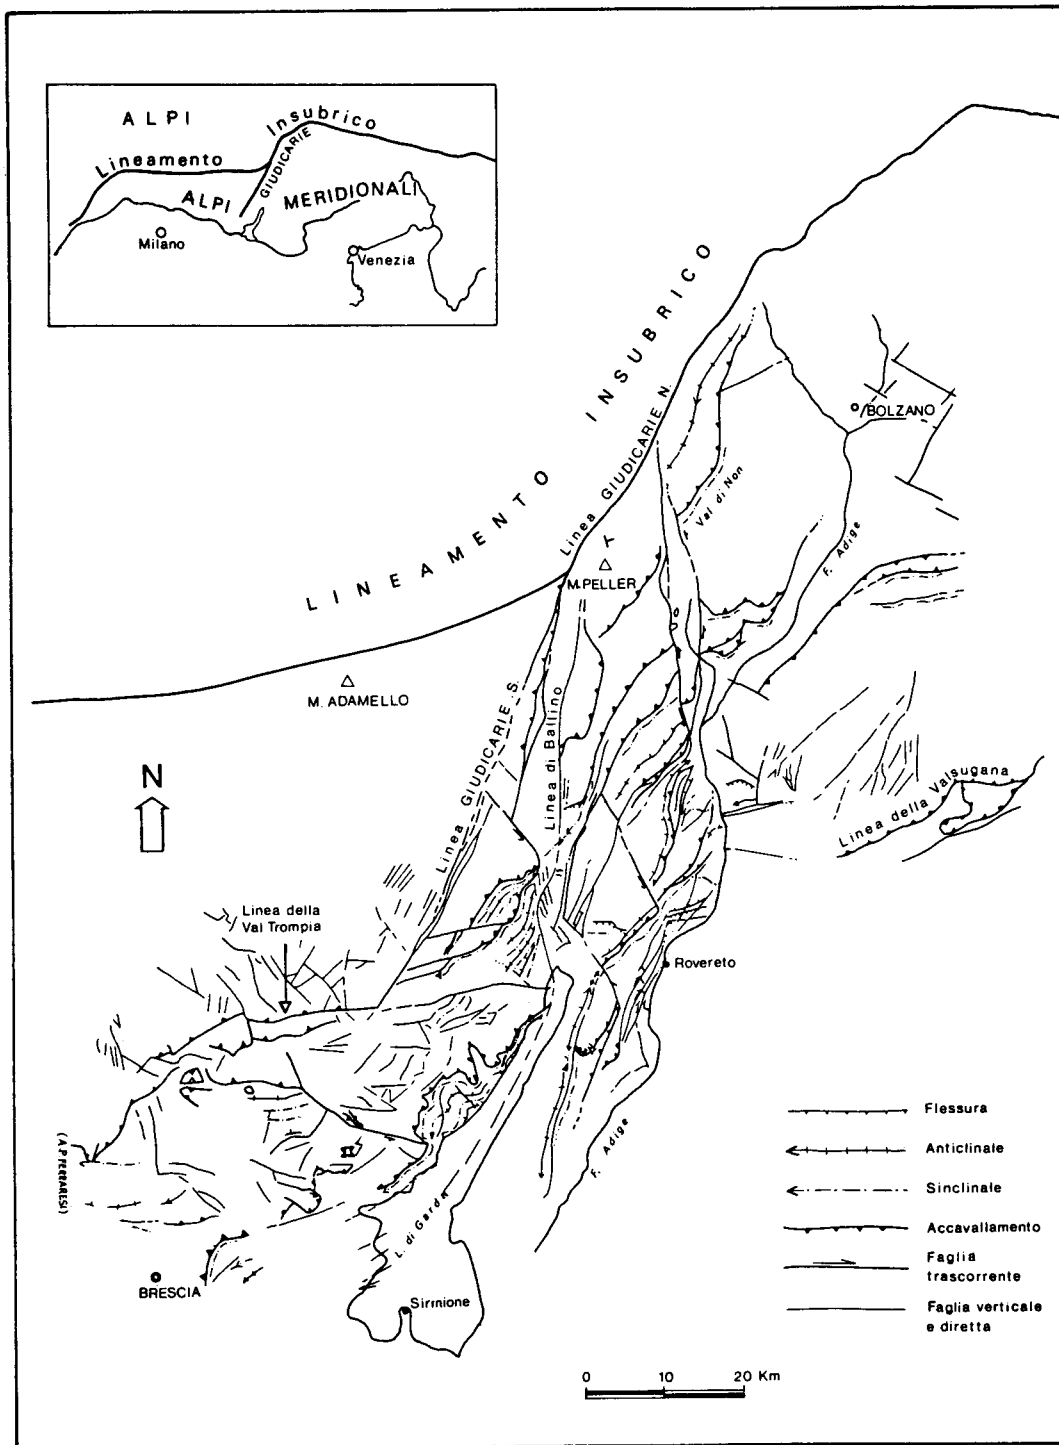 ALPI
Insubrico
Lineamento
GIUDICARIE
ALPI MERIDIONALI
Milano
Venezia
LINEAMENTO INSUBRICO
Linea GIUDICARIE N.
BOLZANO
Val di Non
F. Adige
M. PELLER
M. ADAMELLO
Linea GIUDICARIE S.
Linea di Ballino
N
Linea della Valsugana
Linea della
Val Trompia
Rovereto
(A.P. FERRARESI)
F. Adige
L. di Garda
BRESCIA
Sirmione
Flessura
Anticlinale
Sinclinale
Accavallamento
Faglia
trascorrente
Faglia verticale
e diretta
0 10 20 Km